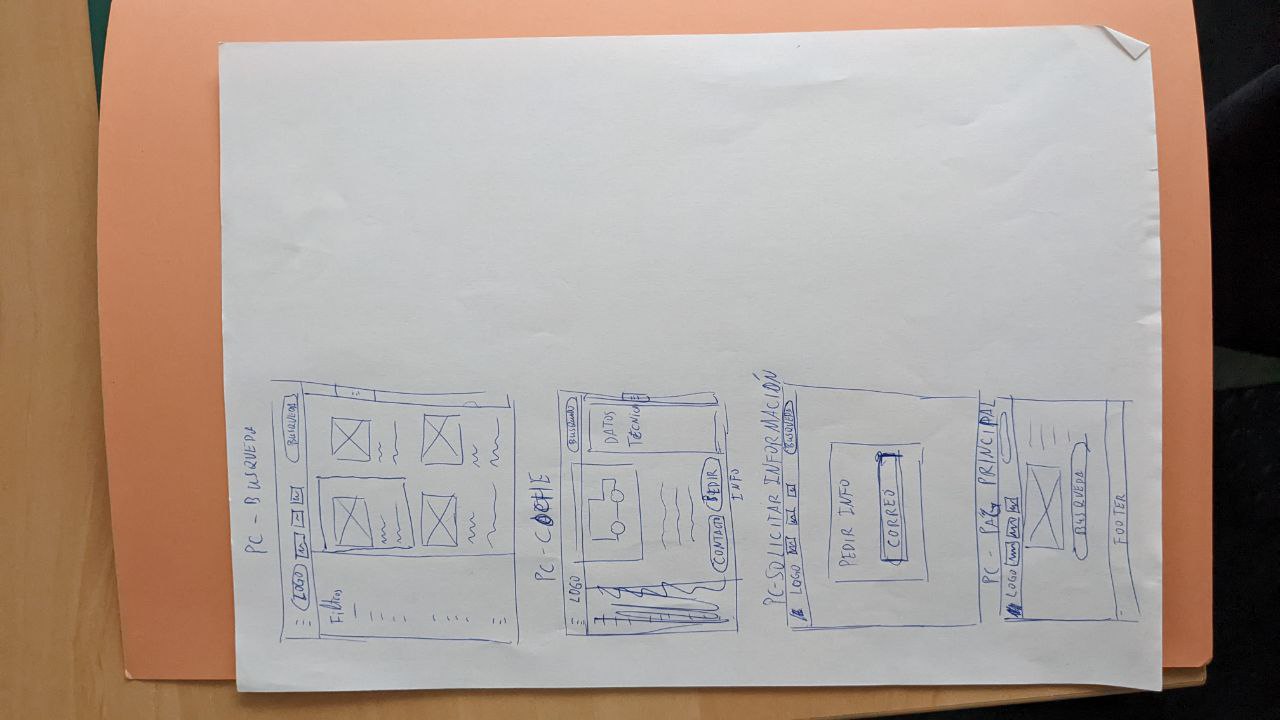 PC - BUSQUEDA
LOGO BUSQUEDA
Filtros
PC - COCHE
LOGO BUSQUEDA
DATOS
TÉCNICOS
CONTACTO PEDIR
INFO
PC-SOLICITAR INFORMACIÓN
LOGO BUSQUEDA
PEDIR INFO
CORREO
PC - PAG PRINCIPAL
LOGO
BUSQUEDA
FOOTER